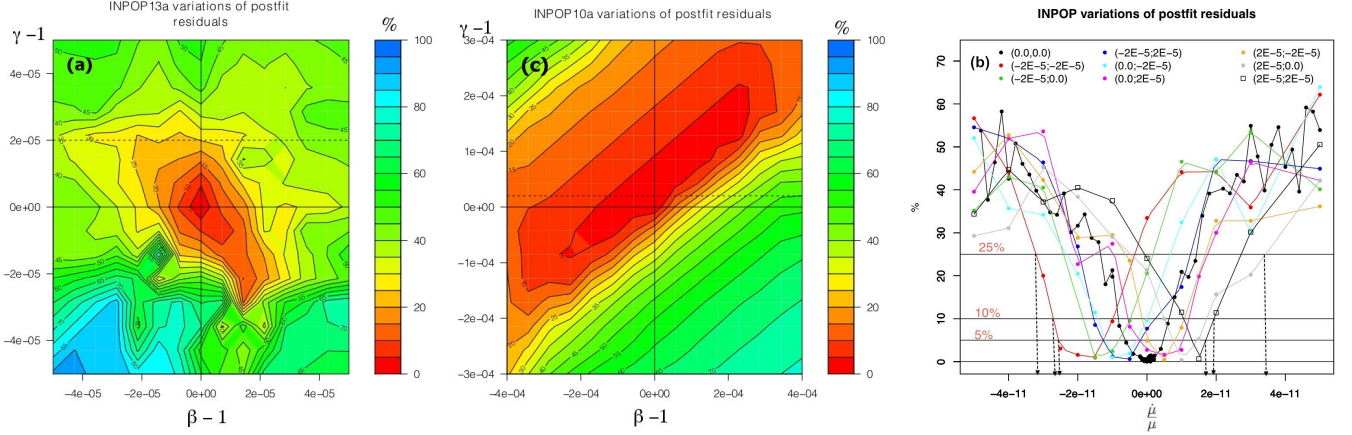 INPOP13a variations of postfit
residuals
γ −1
%
(a)
4e−05
2e−05
0e+00
−2e−05
−4e−05
−4e−05 −2e−05 0e+00 2e−05 4e−05
β − 1
100
80
60
40
20
0
INPOP10a variations of postfit residuals
γ −1
%
(c)
3e−04
2e−04
1e−04
0e+00
−1e−04
−2e−04
−3e−04
−4e−04 −2e−04 0e+00 2e−04 4e−04
β −1
100
80
60
40
20
0
INPOP variations of postfit residuals
(b)
(0.0,0.0)
(−2E−5;−2E−5)
(−2E−5;0.0)
(−2E−5;2E−5)
(0.0;−2E−5)
(0.0;2E−5)
(2E−5;−2E−5)
(2E−5;0.0)
(2E−5;2E−5)
70
60
50
40
30
20
10
0
%
25%
10%
5%
−4e−11 −2e−11 0e+00 2e−11 4e−11
μ̇
μ